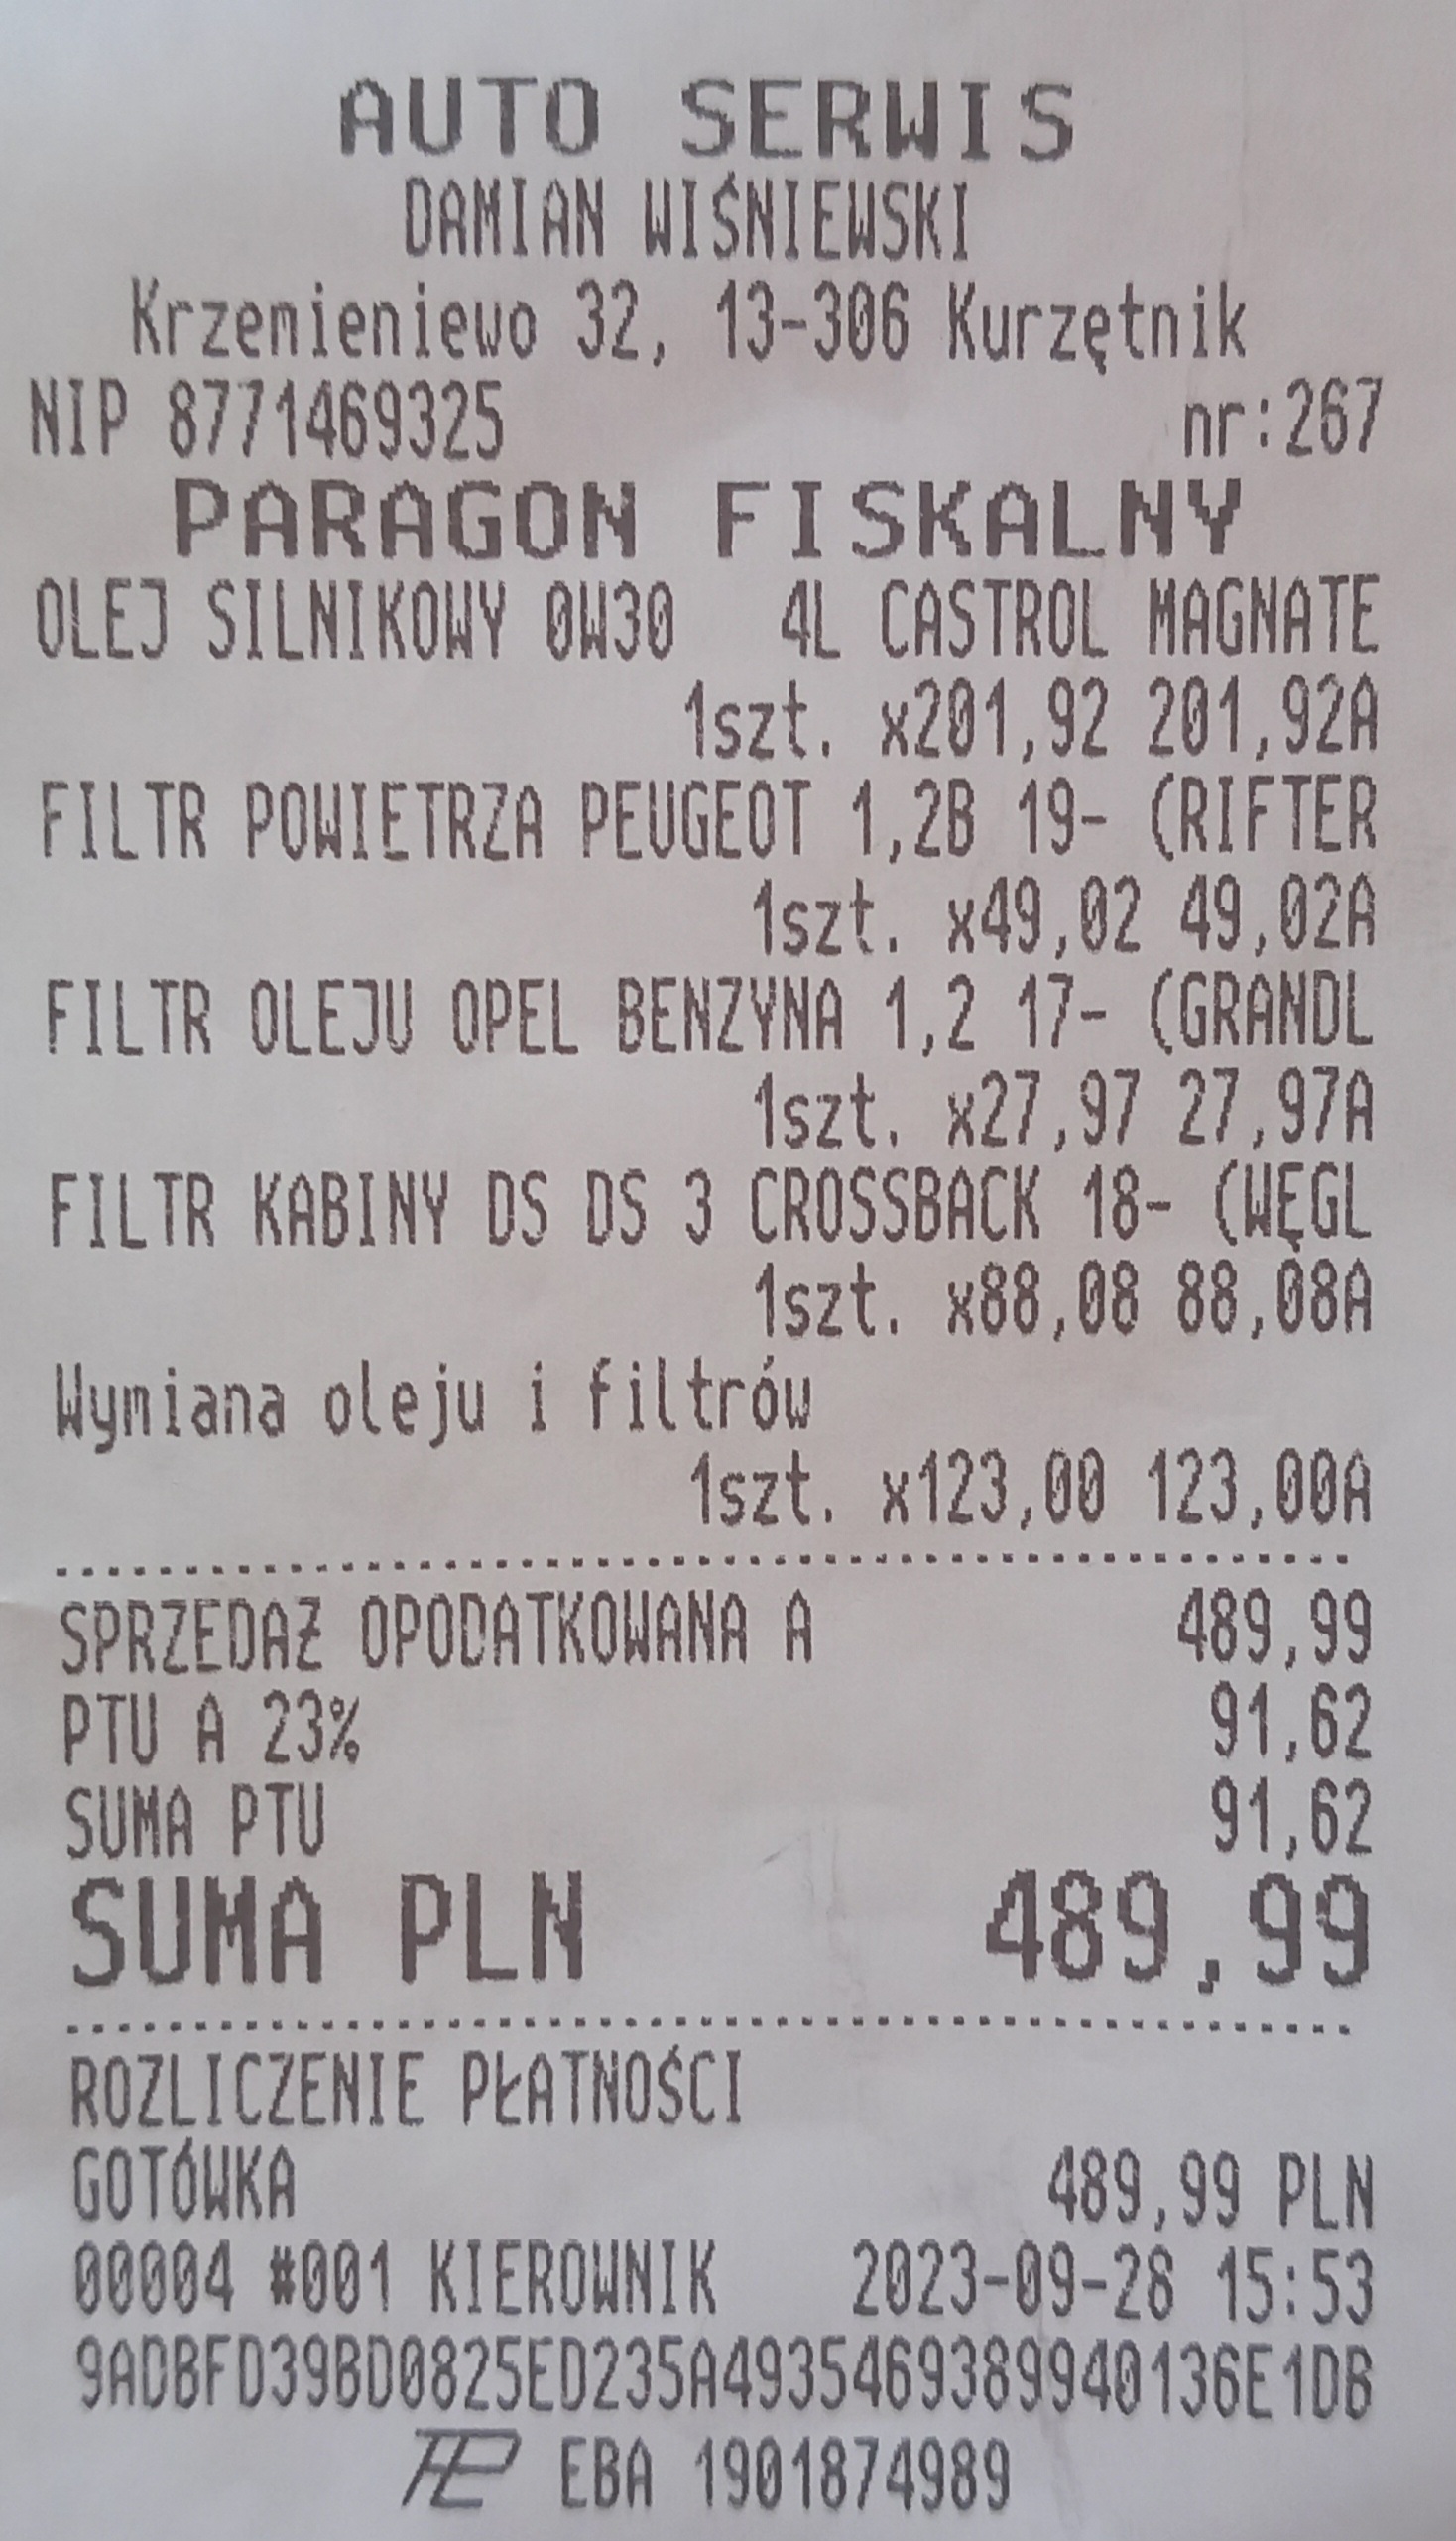 AUTO SERWIS
DAMIAN WIŚNIEWSKI
Krzemieniewo 32, 13-306 Kurzętnik
NIP 8771469325 nr:267
PARAGON FISKALNY
OLEJ SILNIKOWY 0W30 4L CASTROL MAGNATE
1szt. x201,92 201,92A
FILTR POWIETRZA PEUGEOT 1,2B 19- (RIFTER
1szt. x49,02 49,02A
FILTR OLEJU OPEL BENZYNA 1,2 17- (GRANDL
1szt. x27,97 27,97A
FILTR KABINY DS DS 3 CROSSBACK 18- (WĘGL
1szt. x88,08 88,08A
Wymiana oleju i filtrów
1szt. x123,00 123,00A
SPRZEDAŻ OPODATKOWANA A 489,99
PTU A 23% 91,62
SUMA PTU 91,62
SUMA PLN 489,99
ROZLICZENIE PŁATNOŚCI
GOTÓWKA 489,99 PLN
00004 #001 KIEROWNIK 2023-09-28 15:53
9ADBFD39BD0825ED235A4935469389940136E1DB
EBA 1901874989